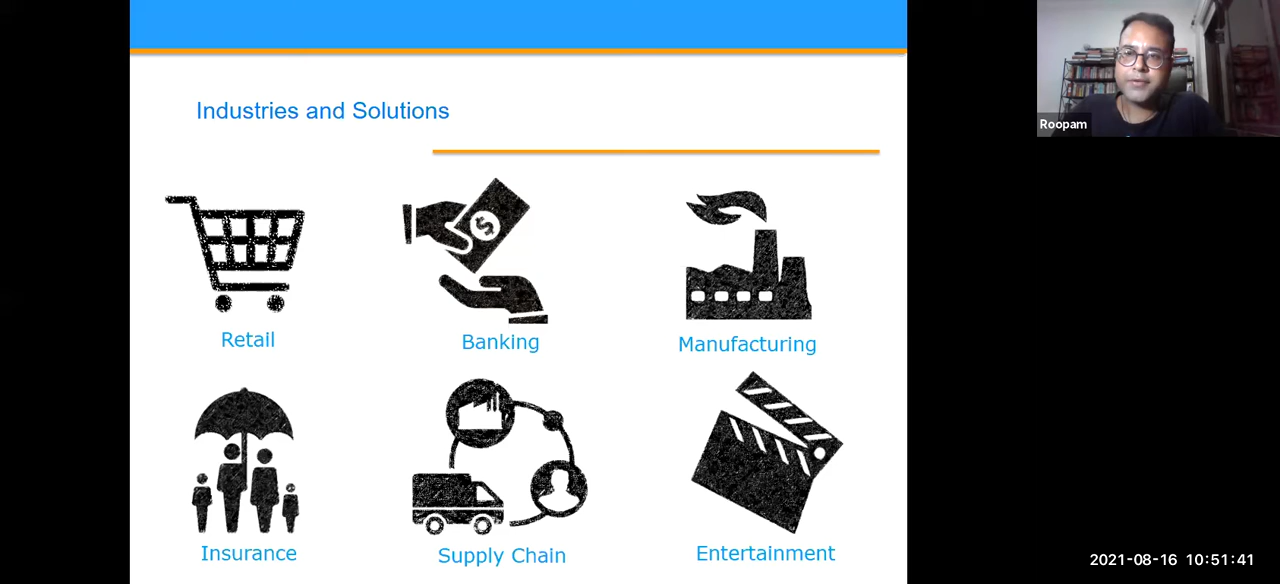 Industries and Solutions
Roopam
$
Retail
Banking
Manufacturing
Insurance
Supply Chain
Entertainment
2021-08-16 10:51:41